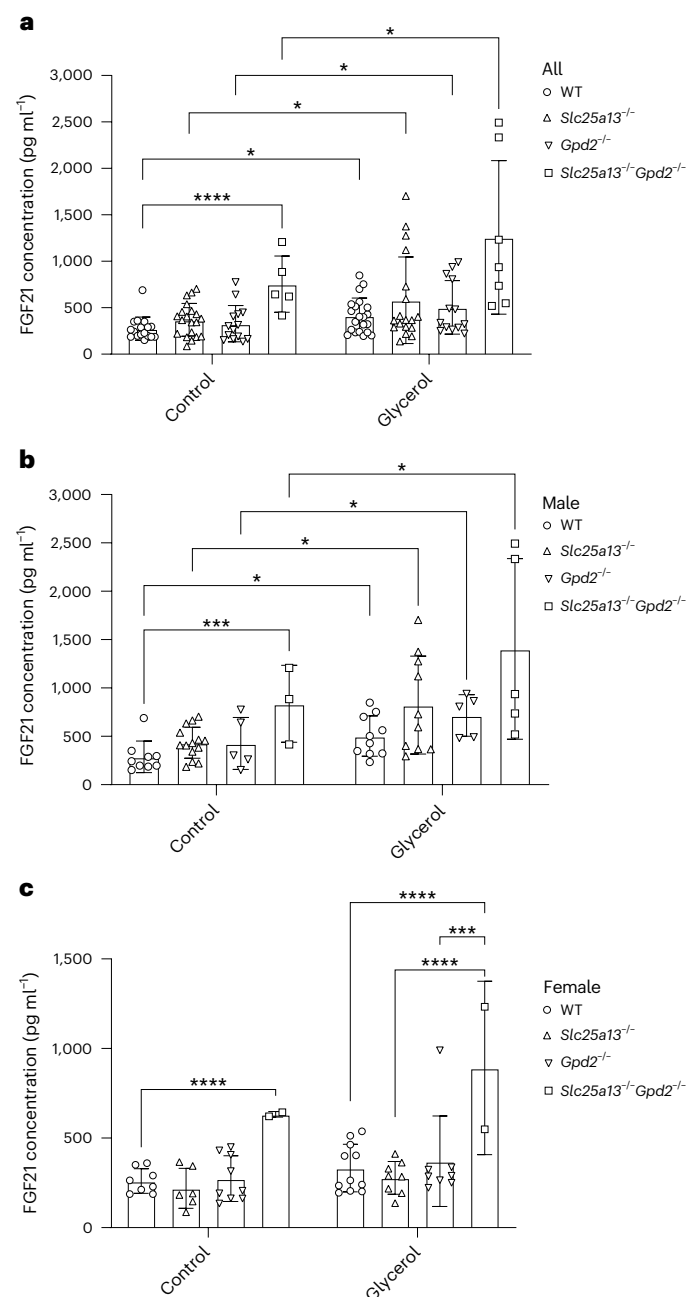 a
*
*
*
*
****
3,000
2,500
2,000
1,500
1,000
500
0
FGF21 concentration (pg ml⁻¹)
Control
Glycerol
All
WT
Slc25a13⁻/⁻
Gpd2⁻/⁻
Slc25a13⁻/⁻Gpd2⁻/⁻
b
*
*
*
*
***
3,000
2,500
2,000
1,500
1,000
500
0
FGF21 concentration (pg ml⁻¹)
Control
Glycerol
Male
WT
Slc25a13⁻/⁻
Gpd2⁻/⁻
Slc25a13⁻/⁻Gpd2⁻/⁻
c
****
***
****
****
1,500
1,000
500
0
FGF21 concentration (pg ml⁻¹)
Control
Glycerol
Female
WT
Slc25a13⁻/⁻
Gpd2⁻/⁻
Slc25a13⁻/⁻Gpd2⁻/⁻